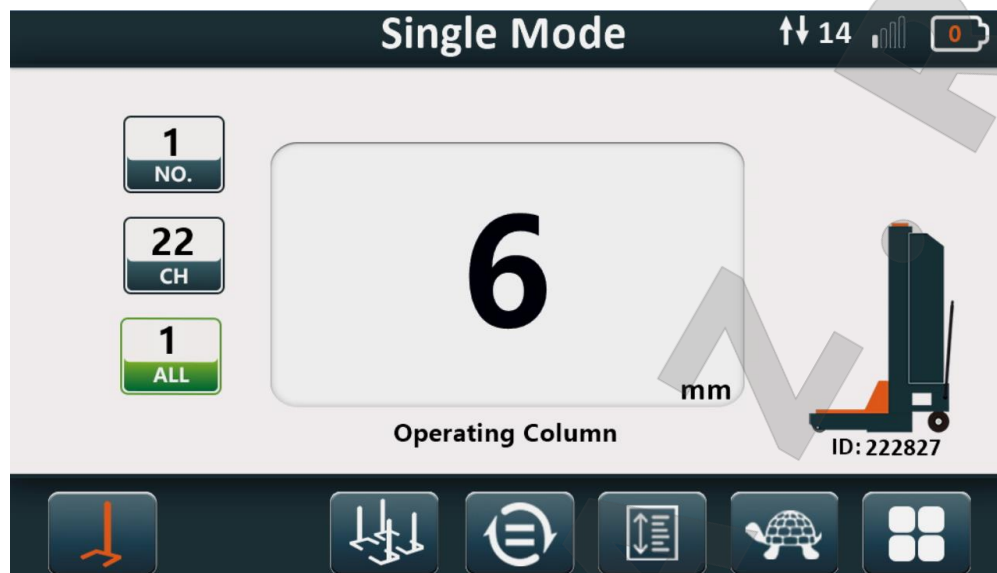 Single Mode
14
0
1
NO.
22
CH
1
ALL
6
mm
Operating Column
ID: 222827